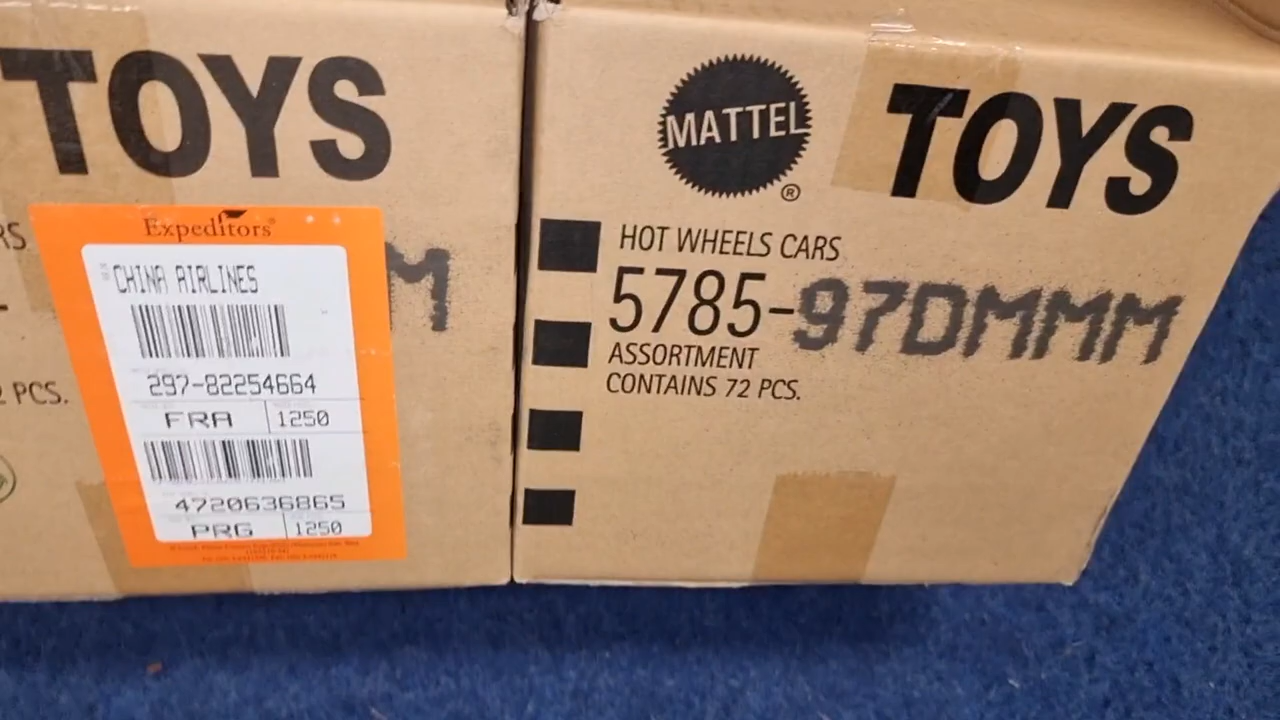 TOYS
RS
M
2 PCS.
Expeditors®
CHINA AIRLINES
297-82254664
FRA 1250
4720636865
PRG 1250
MATTEL ®
TOYS
HOT WHEELS CARS
5785-97DMMM
ASSORTMENT
CONTAINS 72 PCS.